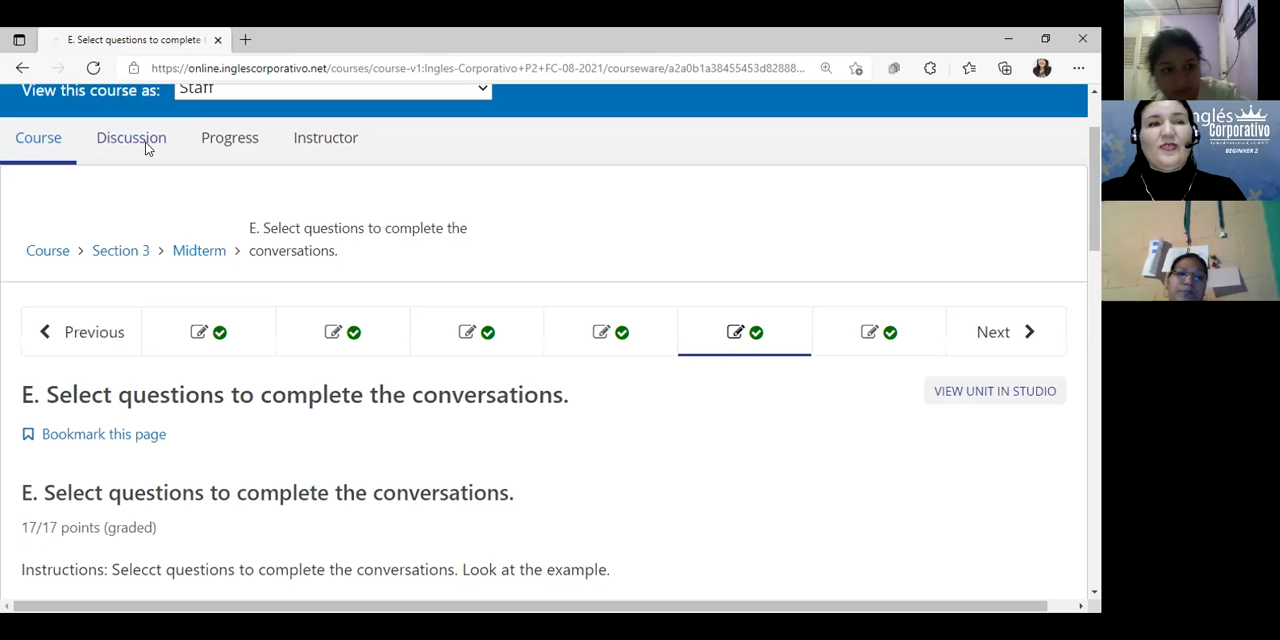 E. Select questions to complete
https://online.inglescorporativo.net/courses/course-v1:Ingles-Corporativo+P2+FC-08-2021/courseware/a2a0b1a38455453d82888...
View this course as: Staff
Course Discussion Progress Instructor
E. Select questions to complete the
Course > Section 3 > Midterm > conversations.
Previous
Next
E. Select questions to complete the conversations.
VIEW UNIT IN STUDIO
Bookmark this page
E. Select questions to complete the conversations.
17/17 points (graded)
Instructions: Selecct questions to complete the conversations. Look at the example.
nglés
Corporativo
BEGINNER 2